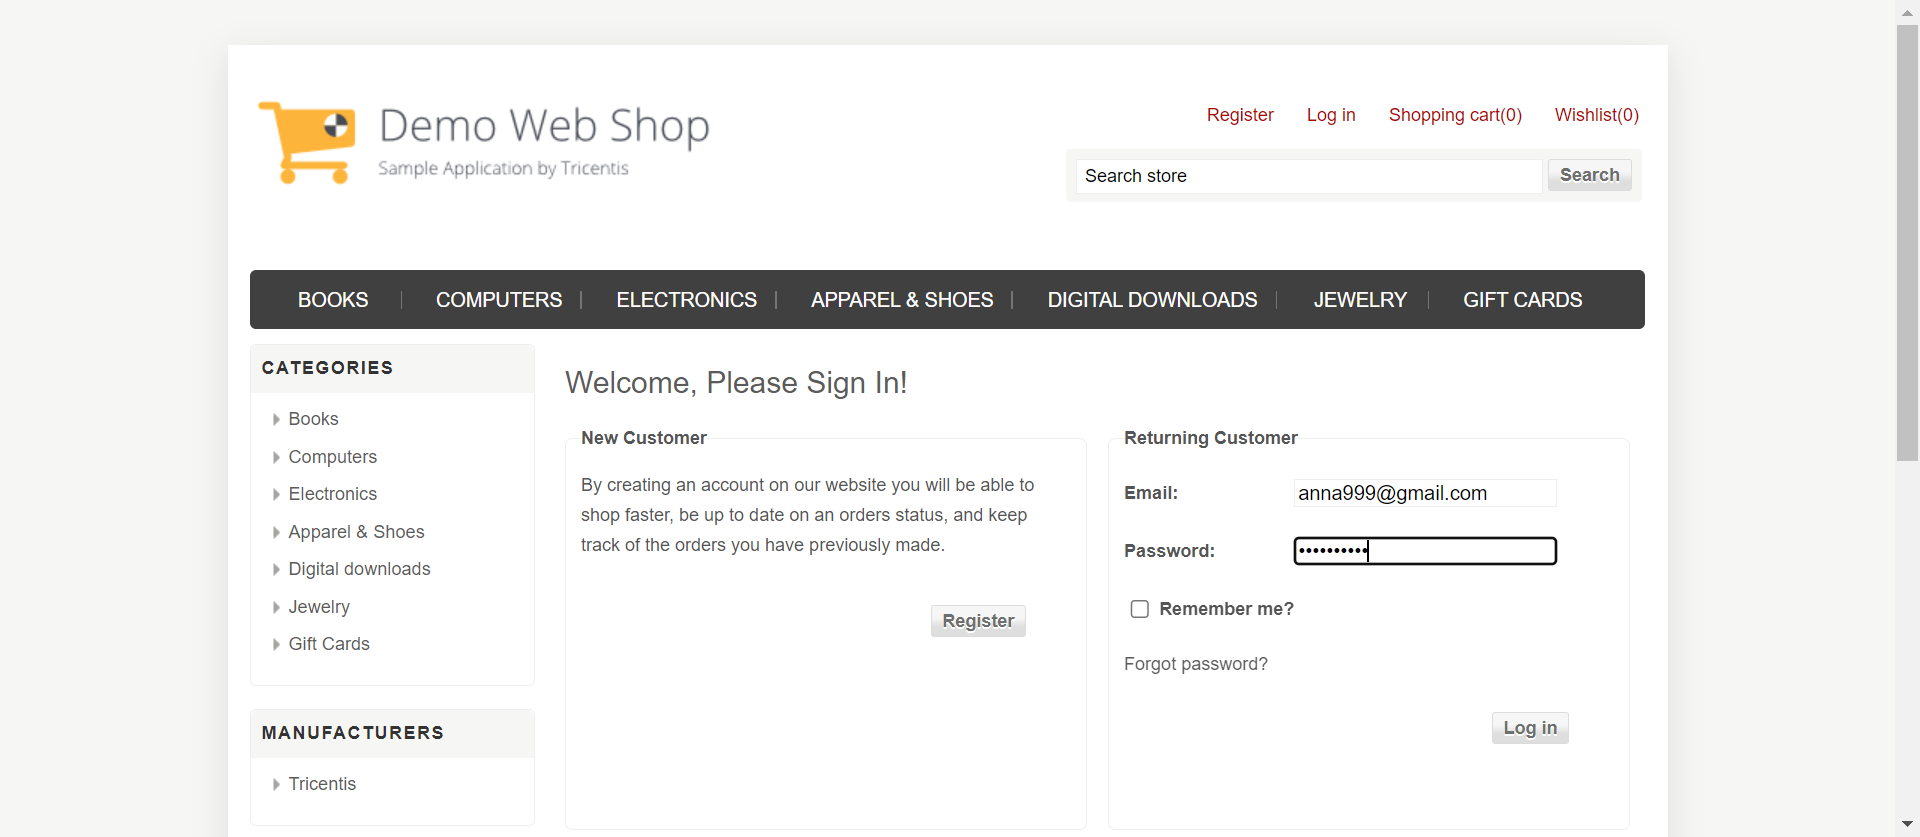 Demo Web Shop
Sample Application by Tricentis
Register Log in Shopping cart(0) Wishlist(0)
Search store Search
BOOKS COMPUTERS ELECTRONICS APPAREL & SHOES DIGITAL DOWNLOADS JEWELRY GIFT CARDS
CATEGORIES
Books
Computers
Electronics
Apparel & Shoes
Digital downloads
Jewelry
Gift Cards
MANUFACTURERS
Tricentis
Welcome, Please Sign In!
New Customer
By creating an account on our website you will be able to
shop faster, be up to date on an orders status, and keep
track of the orders you have previously made.
Register
Returning Customer
Email: anna999@gmail.com
Password: ••••••••••
Remember me?
Forgot password?
Log in